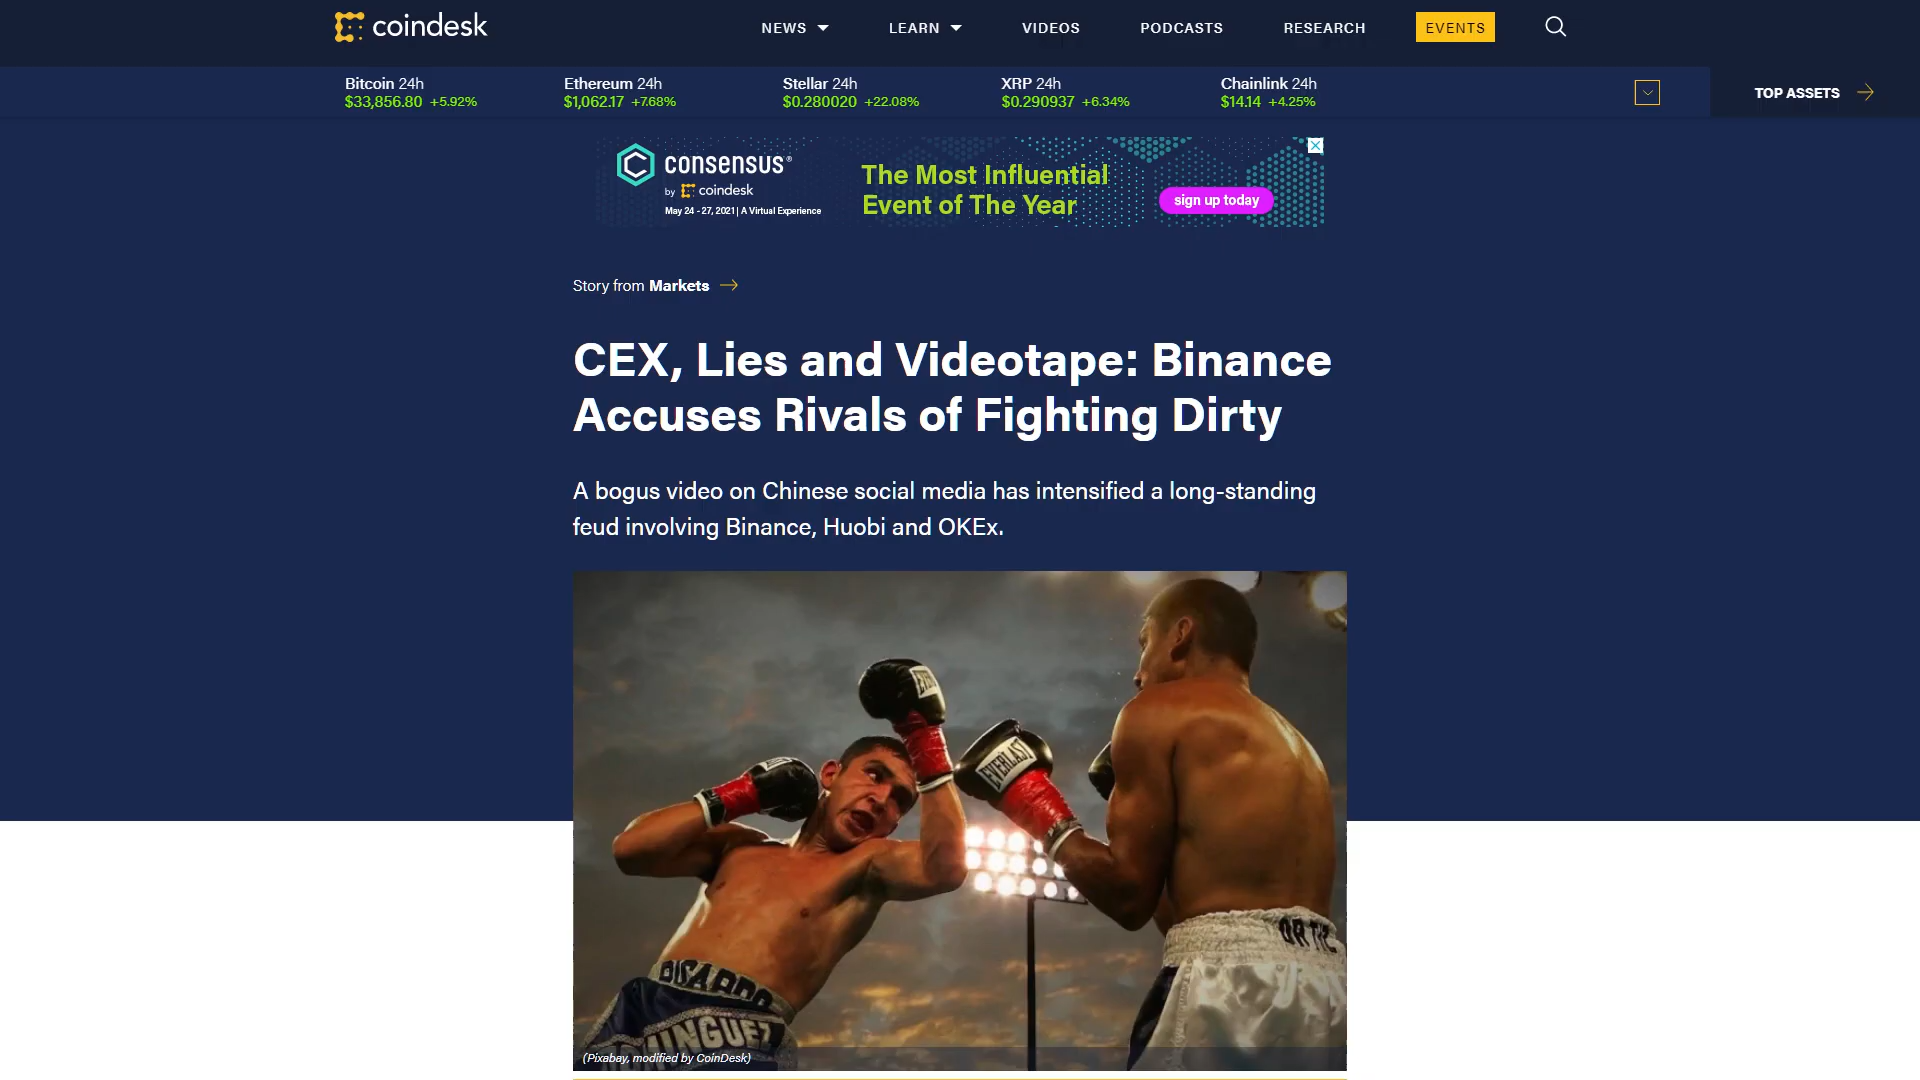 coindesk
NEWS
LEARN
VIDEOS
PODCASTS
RESEARCH
EVENTS
Bitcoin 24h
$33,856.80 +5.92%
Ethereum 24h
$1,062.17 +7.68%
Stellar 24h
$0.280020 +22.08%
XRP 24h
$0.290937 +6.34%
Chainlink 24h
$14.14 +4.25%
TOP ASSETS
consensus®
by coindesk
May 24 - 27, 2021 | A Virtual Experience
The Most Influential
Event of The Year
sign up today
Story from Markets
CEX, Lies and Videotape: Binance
Accuses Rivals of Fighting Dirty
A bogus video on Chinese social media has intensified a long-standing
feud involving Binance, Huobi and OKEx.
EVERLAST
ORTIZ
(Pixabay, modified by CoinDesk)